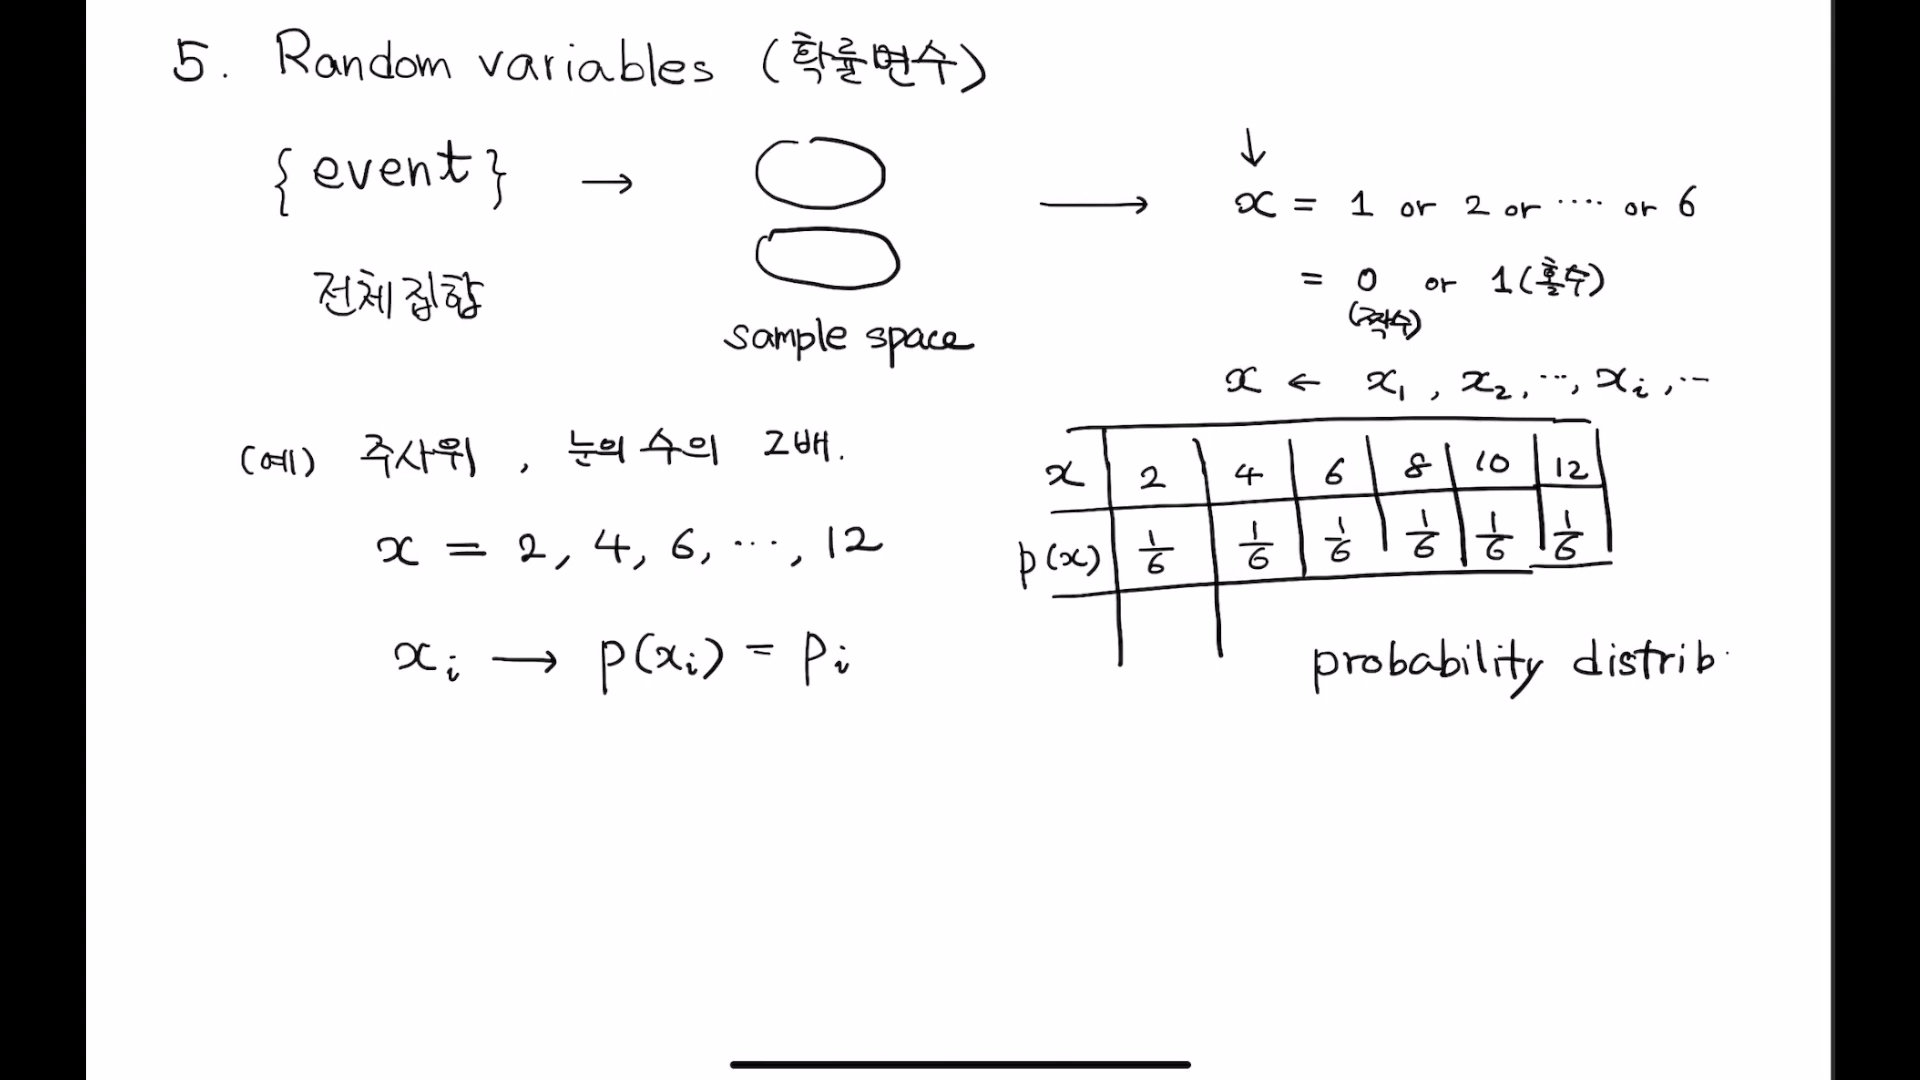 5. Random variables (확률변수)
{event} →
전체집합
sample space
→
↓
x = 1 or 2 or ···· or 6
= 0 or 1(홀수)
(짝수)
x ← x₁, x₂, ···, xᵢ, ···
(예) 주사위, 눈의 수의 2배.
x = 2, 4, 6, ···, 12
xᵢ → p(xᵢ) = pᵢ
x 2 4 6 8 10 12
p(x) 1/6 1/6 1/6 1/6 1/6 1/6
probability distrib